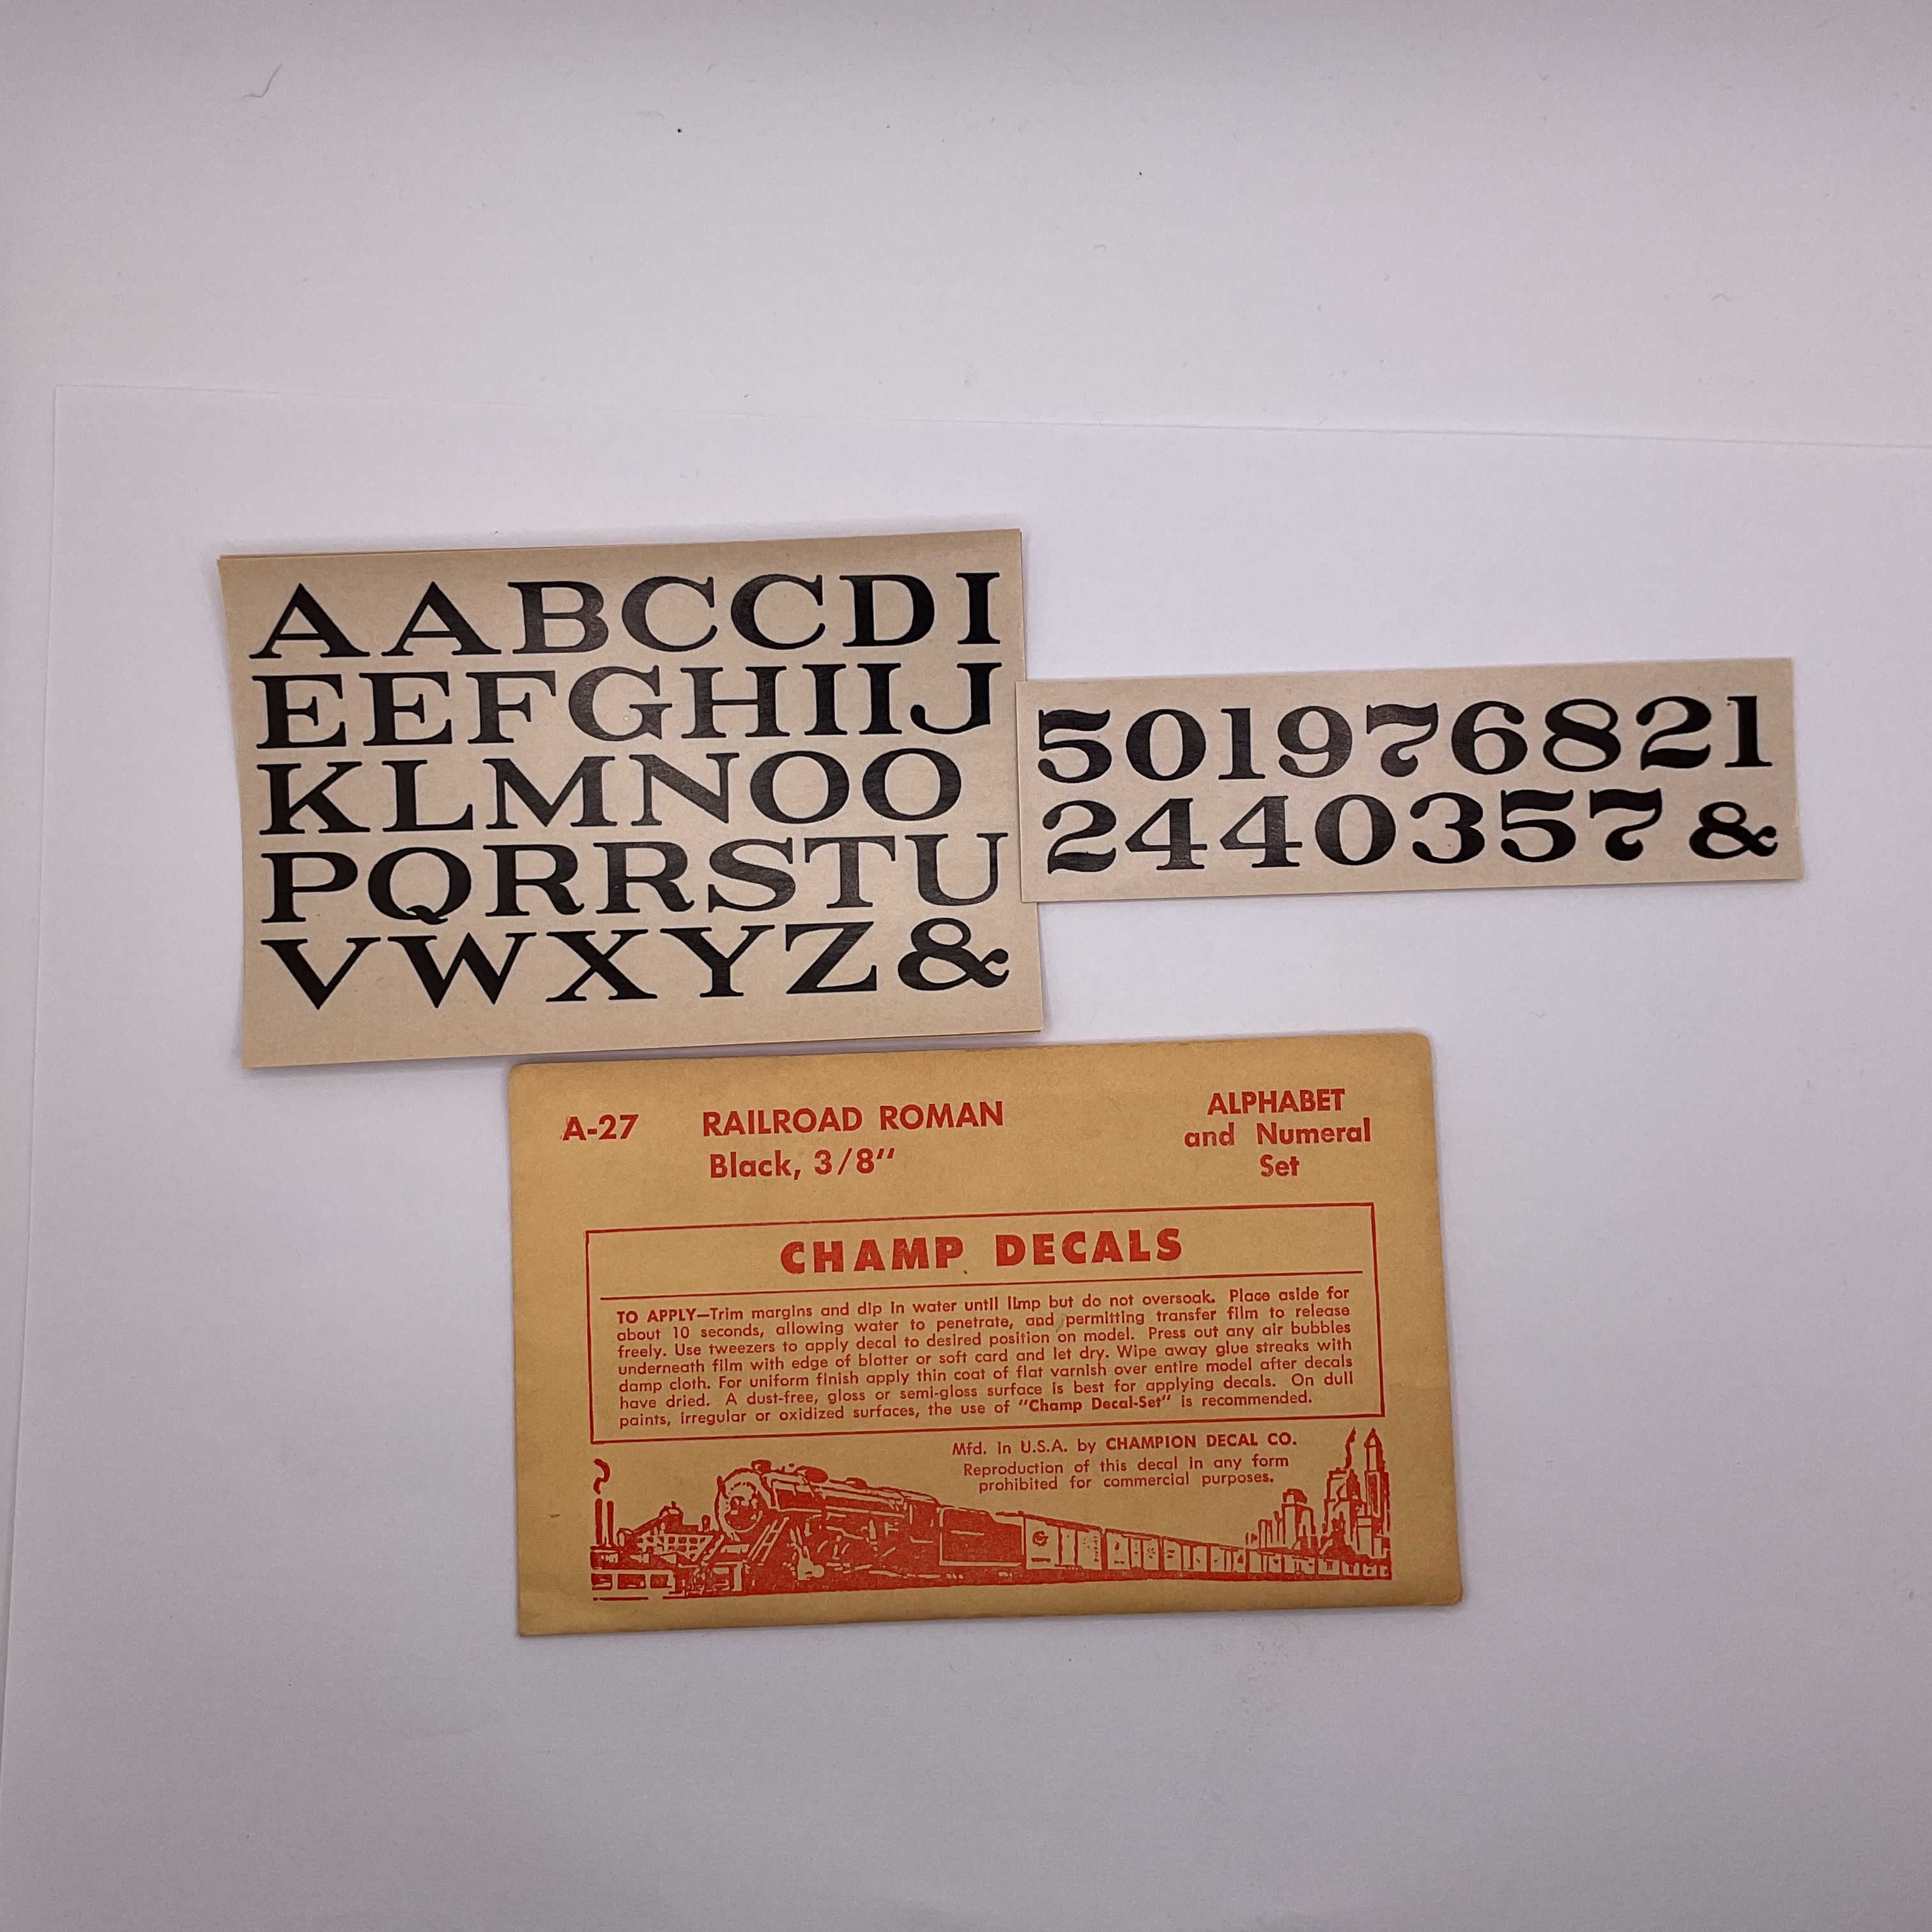 AABCCDI
EEFGHIIJ
KLMNOO
PQRRSTU
VWXYZ&
501976821
2440357&
A-27 RAILROAD ROMAN
Black, 3/8"
ALPHABET
and Numeral
Set
CHAMP DECALS
TO APPLY—Trim margins and dip in water until limp but do not oversoak. Place aside for
about 10 seconds, allowing water to penetrate, and permitting transfer film to release
freely. Use tweezers to apply decal to desired position on model. Press out any air bubbles
underneath film with edge of blotter or soft card and let dry. Wipe away glue streaks with
damp cloth. For uniform finish apply thin coat of flat varnish over entire model after decals
have dried. A dust-free, gloss or semi-gloss surface is best for applying decals. On dull
paints, irregular or oxidized surfaces, the use of "Champ Decal-Set" is recommended.
Mfd. in U.S.A. by CHAMPION DECAL CO.
Reproduction of this decal in any form
prohibited for commercial purposes.